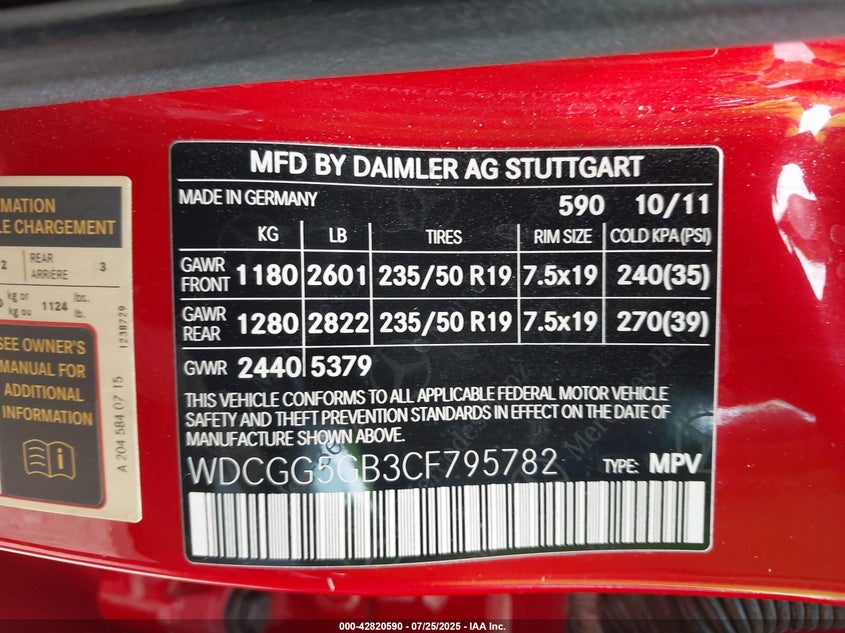 MATION
LE CHARGEMENT
2 REAR ARRIÈRE 3
kg or
kg ou 1124 lbs.
lb.
SEE OWNER'S
MANUAL FOR
ADDITIONAL
INFORMATION
A 204 584 07 15
1238729
MFD BY DAIMLER AG STUTTGART
MADE IN GERMANY 590 10/11
KG LB TIRES RIM SIZE COLD KPA(PSI)
GAWR FRONT 1180 2601 235/50 R19 7.5x19 240(35)
GAWR REAR 1280 2822 235/50 R19 7.5x19 270(39)
GVWR 2440 5379
THIS VEHICLE CONFORMS TO ALL APPLICABLE FEDERAL MOTOR VEHICLE
SAFETY AND THEFT PREVENTION STANDARDS IN EFFECT ON THE DATE OF
MANUFACTURE SHOWN ABOVE.
WDCGG5GB3CF795782 TYPE: MPV
000-42820590 - 07/25/2025 - IAA Inc.